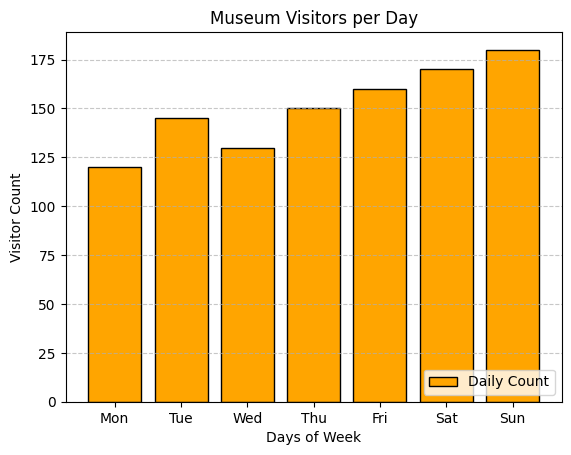 Museum Visitors per Day
Visitor Count
175
150
125
100
75
50
25
0
Daily Count
Mon Tue Wed Thu Fri Sat Sun
Days of Week